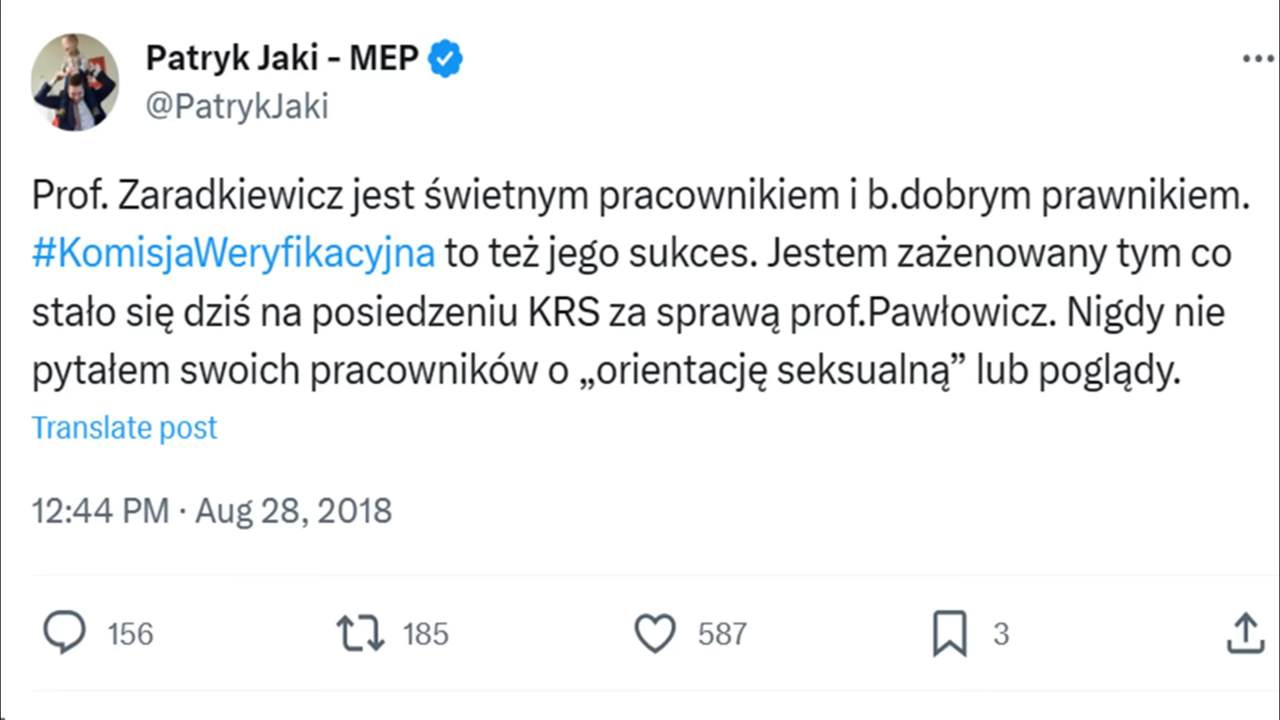 Patryk Jaki - MEP
@PatrykJaki
Prof. Zaradkiewicz jest świetnym pracownikiem i b.dobrym prawnikiem.
#KomisjaWeryfikacyjna to też jego sukces. Jestem zażenowany tym co
stało się dziś na posiedzeniu KRS za sprawą prof.Pawłowicz. Nigdy nie
pytałem swoich pracowników o „orientację seksualną” lub poglądy.
Translate post
12:44 PM · Aug 28, 2018
156 185 587 3